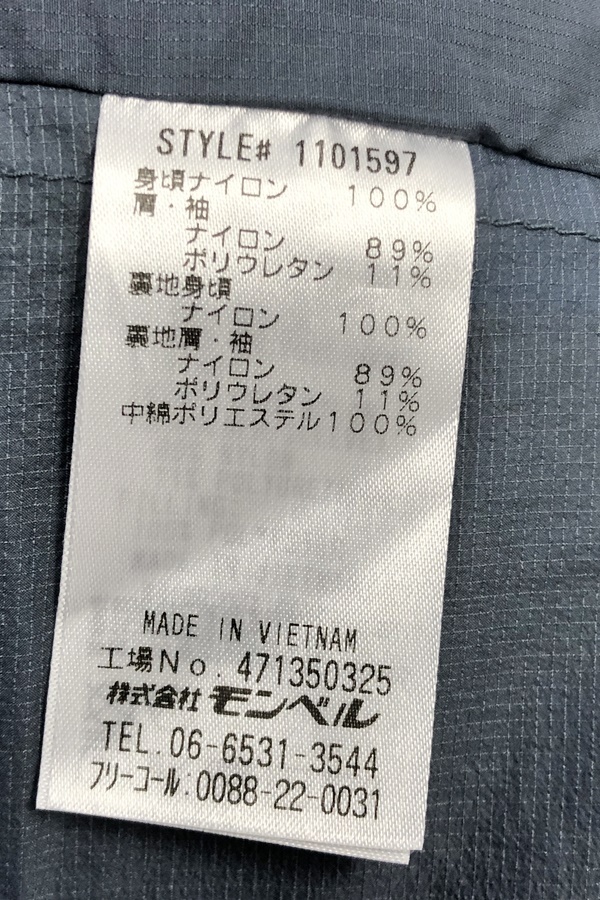 STYLE# 1101597
身頃ナイロン 100%
肩・袖
ナイロン 89%
ポリウレタン 11%
裏地身頃
ナイロン 100%
裏地肩・袖
ナイロン 89%
ポリウレタン 11%
中綿ポリエステル100%
MADE IN VIETNAM
工場No. 471350325
株式会社 モンベル
TEL.06-6531-3544
フリーコール:0088-22-0031